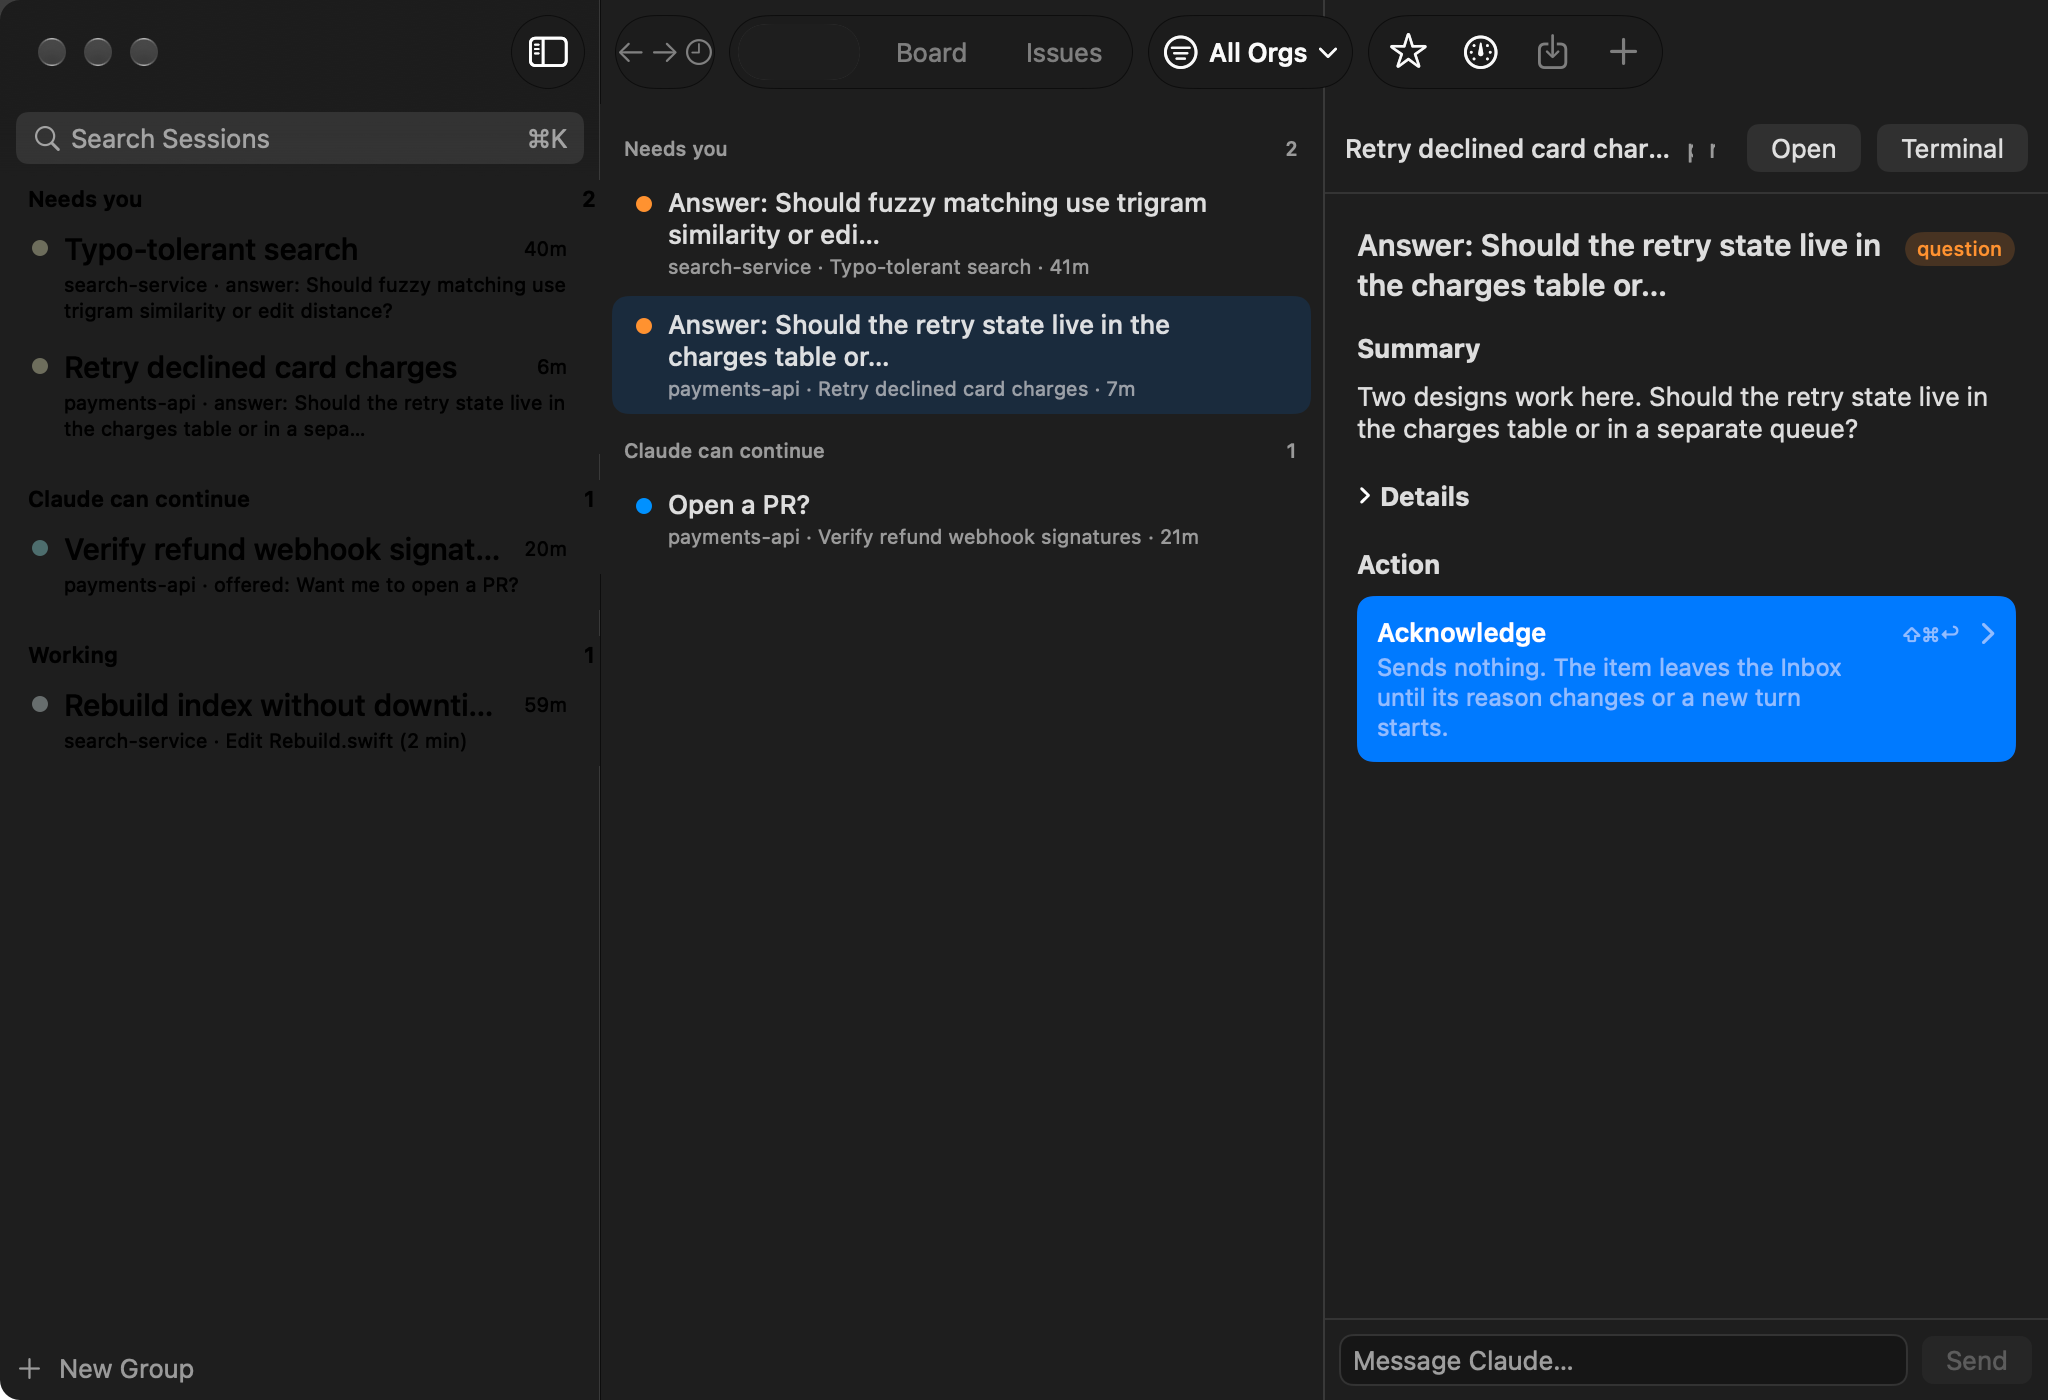 Board
Issues
All Orgs
Search Sessions
⌘K
Needs you
2
Typo-tolerant search
40m
search-service · answer: Should fuzzy matching use
trigram similarity or edit distance?
Retry declined card charges
6m
payments-api · answer: Should the retry state live in
the charges table or in a sepa...
Claude can continue
1
Verify refund webhook signat...
20m
payments-api · offered: Want me to open a PR?
Working
1
Rebuild index without downti...
59m
search-service · Edit Rebuild.swift (2 min)
New Group
Needs you
2
Answer: Should fuzzy matching use trigram
similarity or edi...
search-service · Typo-tolerant search · 41m
Answer: Should the retry state live in the
charges table or...
payments-api · Retry declined card charges · 7m
Claude can continue
1
Open a PR?
payments-api · Verify refund webhook signatures · 21m
Retry declined card char...
Open
Terminal
Answer: Should the retry state live in
the charges table or...
question
Summary
Two designs work here. Should the retry state live in
the charges table or in a separate queue?
Details
Action
Acknowledge
⇧⌘↩
Sends nothing. The item leaves the Inbox
until its reason changes or a new turn
starts.
Message Claude...
Send